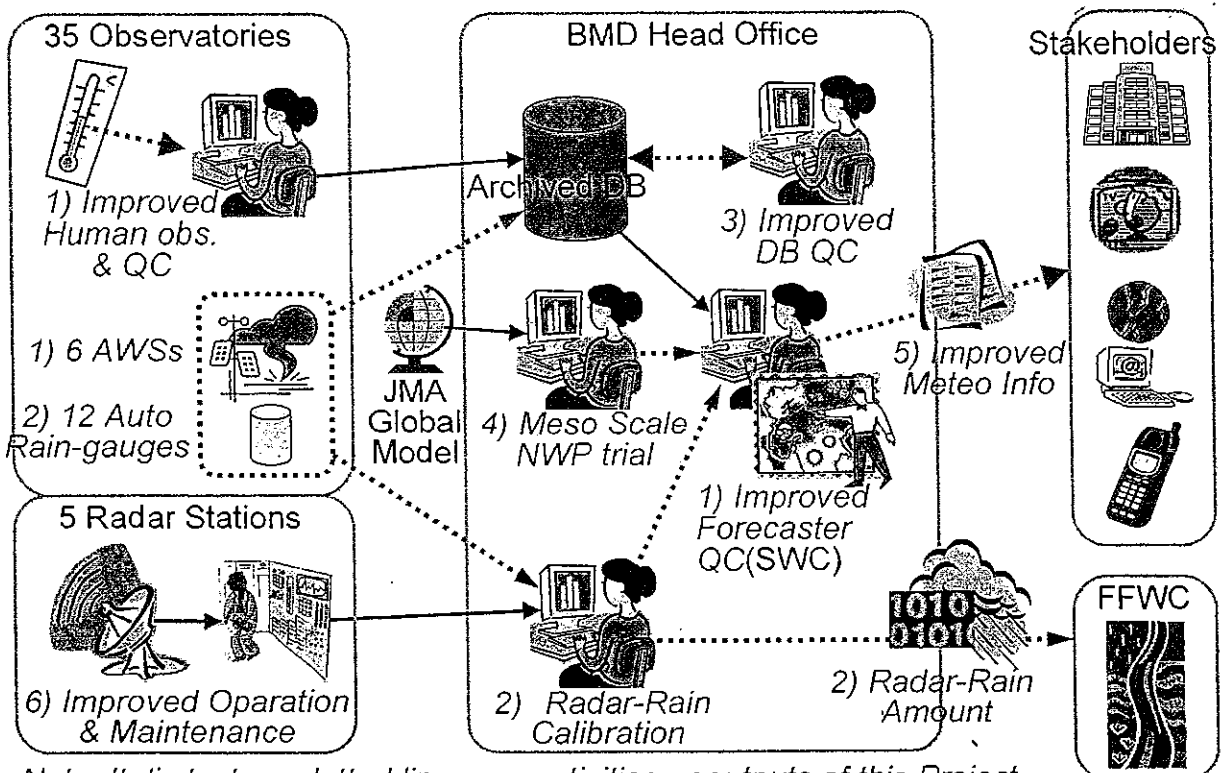 35 Observatories
1) Improved
Human obs.
& QC
1) 6 AWSs
2) 12 Auto
Rain-gauges
5 Radar Stations
6) Improved Oparation
& Maintenance
BMD Head Office
Archived DB
3) Improved
DB QC
JMA
Global
Model
4) Meso Scale
NWP trial
1) Improved
Forecaster
QC(SWC)
2) Radar-Rain
Calibration
5) Improved
Meteo Info
1010
01010
2) Radar-Rain
Amount
Stakeholders
TV
@
FFWC